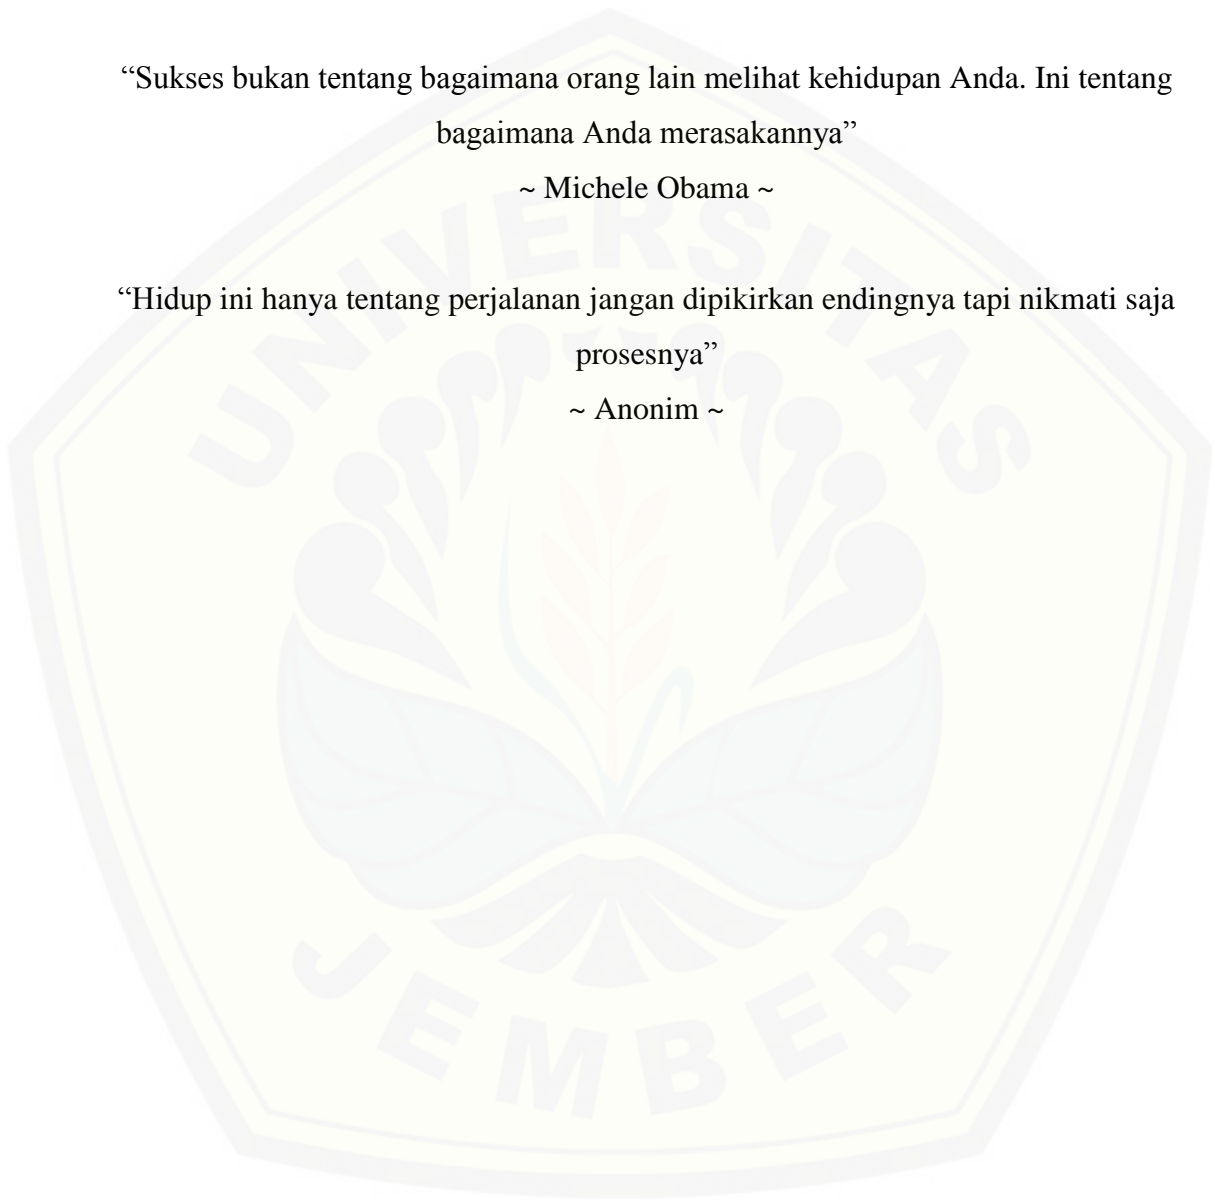 “Sukses bukan tentang bagaimana orang lain melihat kehidupan Anda. Ini tentang
bagaimana Anda merasakannya”
~ Michele Obama ~
“Hidup ini hanya tentang perjalanan jangan dipikirkan endingnya tapi nikmati saja
prosesnya”
~ Anonim ~
UNIVERSITAS
JEMBER